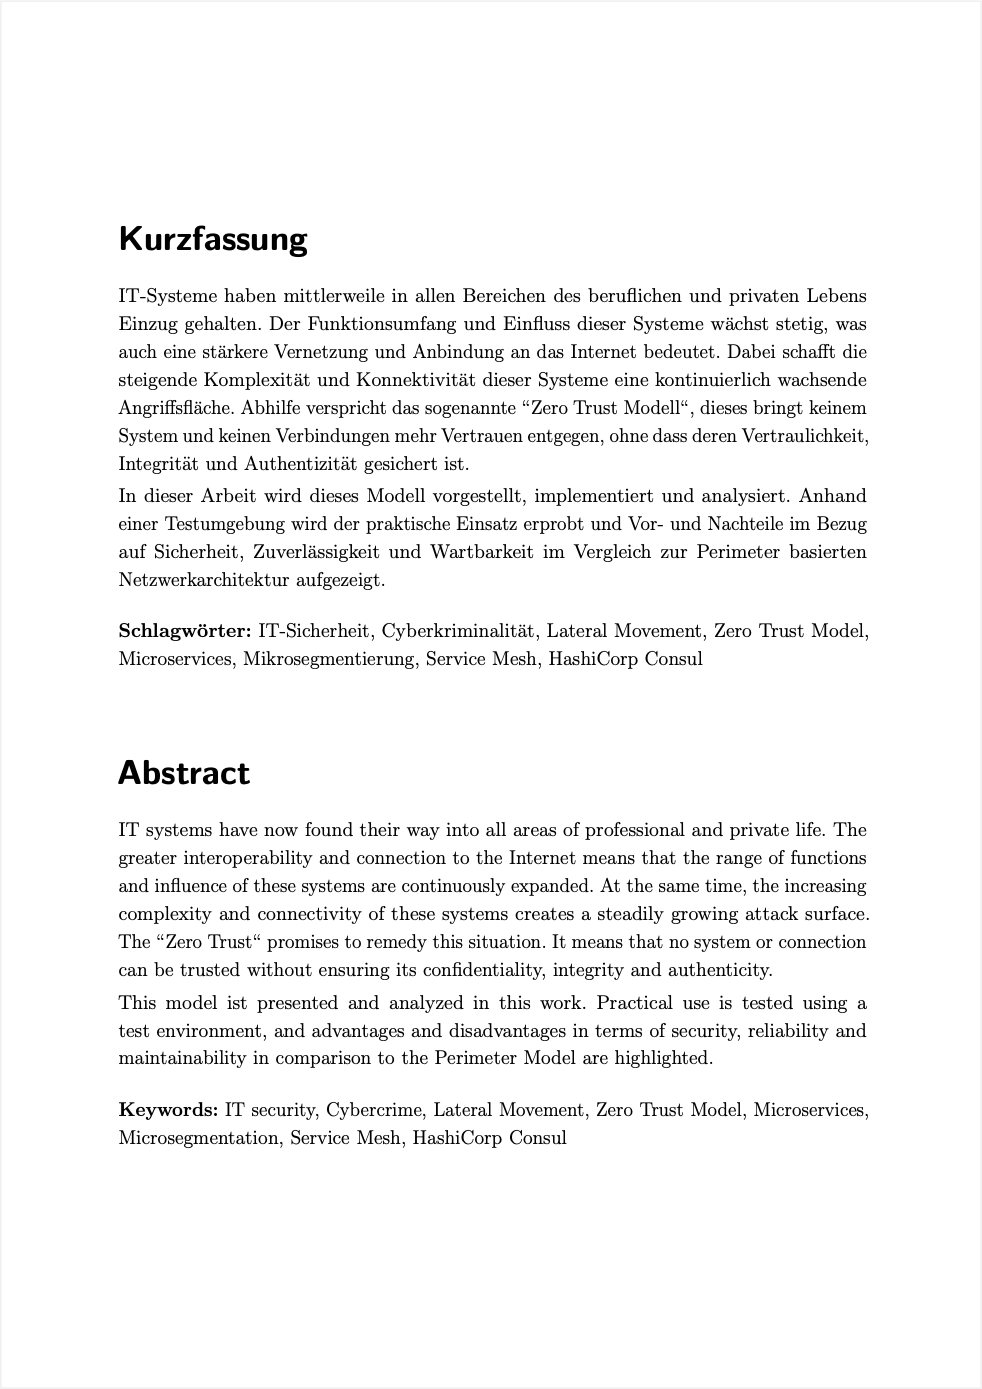 Kurzfassung
IT-Systeme haben mittlerweile in allen Bereichen des beruflichen und privaten Lebens
Einzug gehalten. Der Funktionsumfang und Einfluss dieser Systeme wächst stetig, was
auch eine stärkere Vernetzung und Anbindung an das Internet bedeutet. Dabei schafft die
steigende Komplexität und Konnektivität dieser Systeme eine kontinuierlich wachsende
Angriffsfläche. Abhilfe verspricht das sogenannte “Zero Trust Modell“, dieses bringt keinem
System und keinen Verbindungen mehr Vertrauen entgegen, ohne dass deren Vertraulichkeit,
Integrität und Authentizität gesichert ist.
In dieser Arbeit wird dieses Modell vorgestellt, implementiert und analysiert. Anhand
einer Testumgebung wird der praktische Einsatz erprobt und Vor- und Nachteile im Bezug
auf Sicherheit, Zuverlässigkeit und Wartbarkeit im Vergleich zur Perimeter basierten
Netzwerkarchitektur aufgezeigt.
Schlagwörter: IT-Sicherheit, Cyberkriminalität, Lateral Movement, Zero Trust Model,
Microservices, Mikrosegmentierung, Service Mesh, HashiCorp Consul
Abstract
IT systems have now found their way into all areas of professional and private life. The
greater interoperability and connection to the Internet means that the range of functions
and influence of these systems are continuously expanded. At the same time, the increasing
complexity and connectivity of these systems creates a steadily growing attack surface.
The “Zero Trust“ promises to remedy this situation. It means that no system or connection
can be trusted without ensuring its confidentiality, integrity and authenticity.
This model ist presented and analyzed in this work. Practical use is tested using a
test environment, and advantages and disadvantages in terms of security, reliability and
maintainability in comparison to the Perimeter Model are highlighted.
Keywords: IT security, Cybercrime, Lateral Movement, Zero Trust Model, Microservices,
Microsegmentation, Service Mesh, HashiCorp Consul